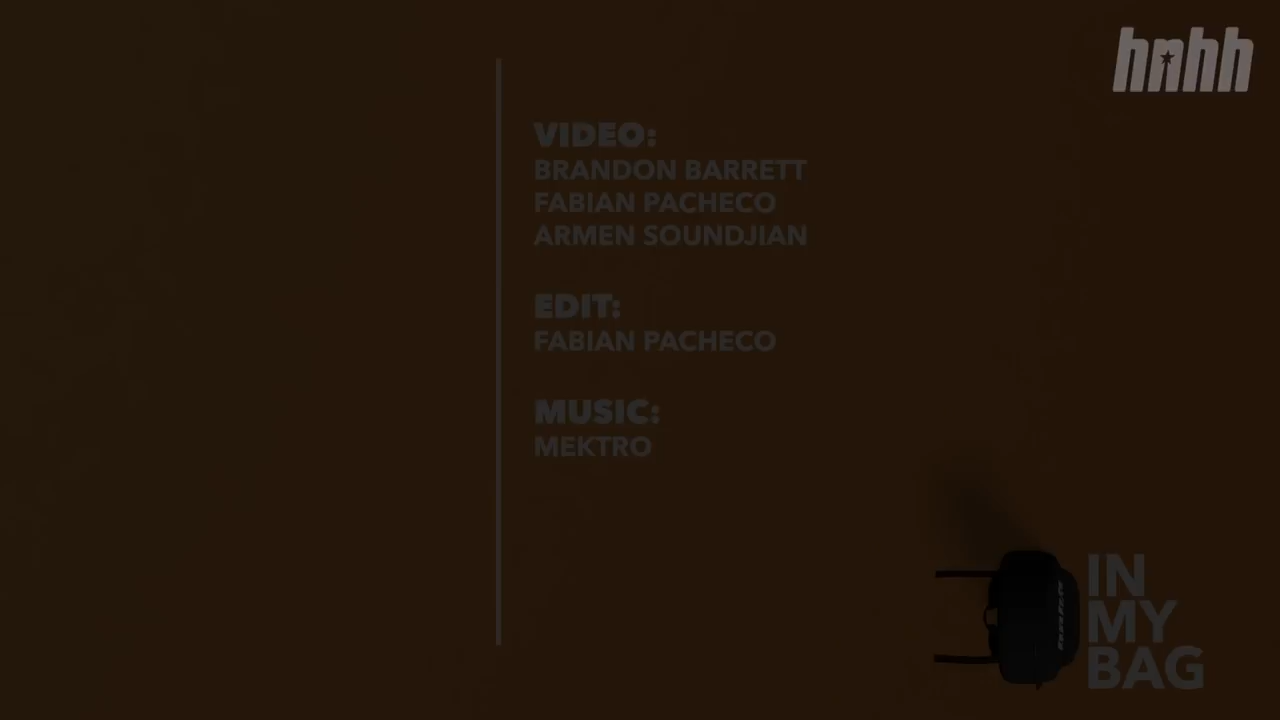 hnhh
VIDEO:
BRANDON BARRETT
FABIAN PACHECO
ARMEN SOUNDJIAN
EDIT:
FABIAN PACHECO
MUSIC:
MEKTRO
IN
MY
BAG